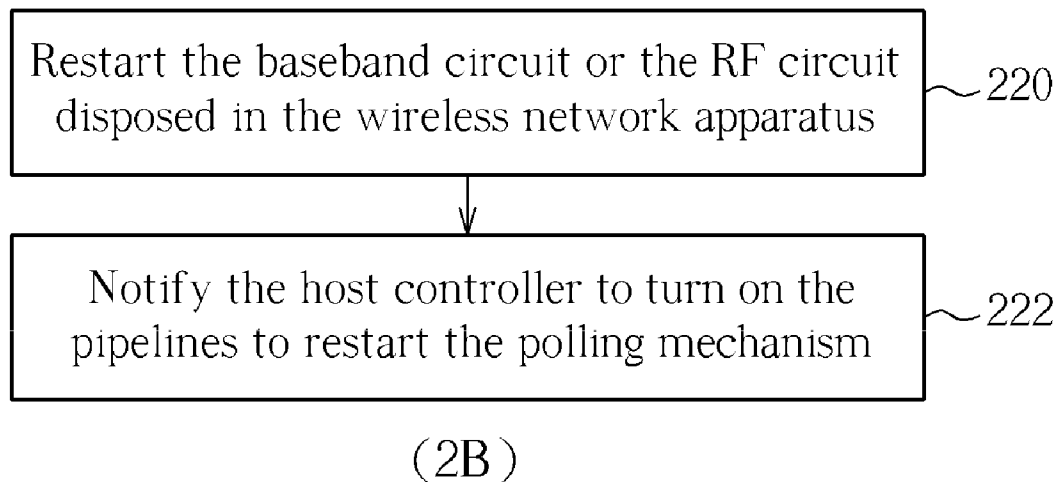 Restart the baseband circuit or the RF circuit
disposed in the wireless network apparatus
220
Notify the host controller to turn on the
pipelines to restart the polling mechanism
222
(2B)